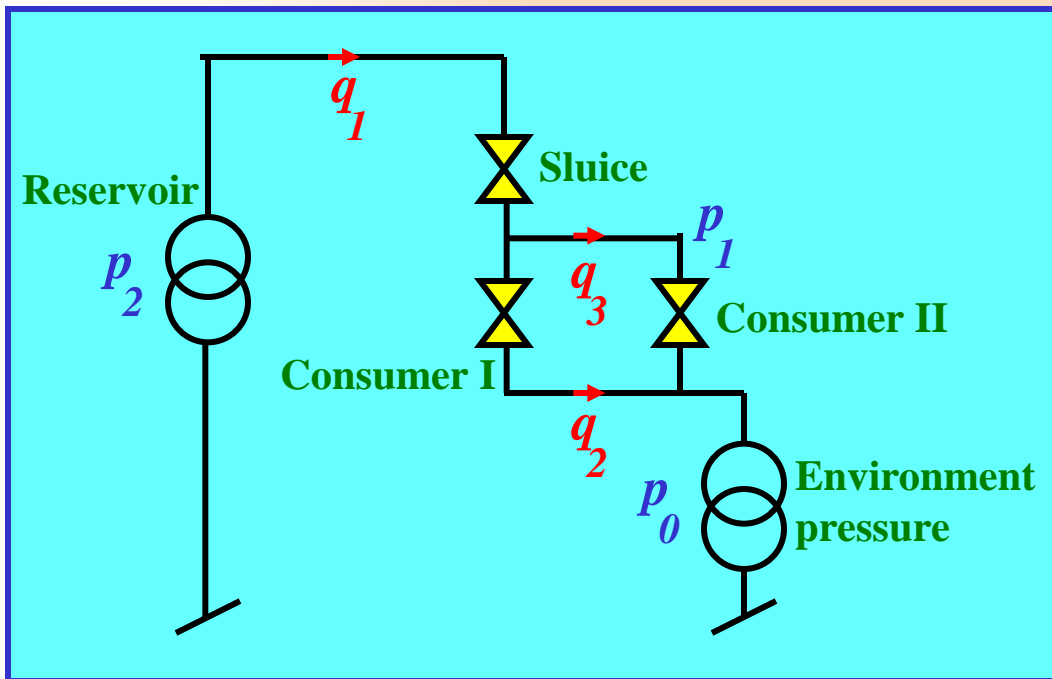 q1
Sluice
Reservoir
p2
p1
q3
Consumer II
Consumer I
q2
Environment
pressure
p0